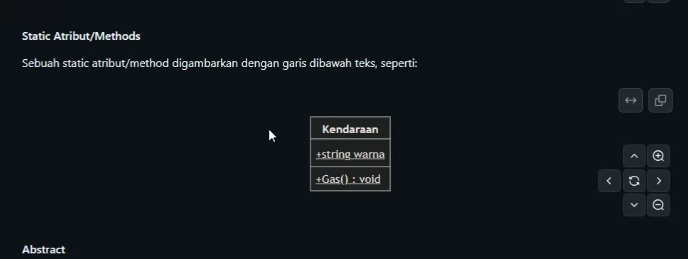 Static Atribut/Methods
Sebuah static atribut/method digambarkan dengan garis dibawah teks, seperti:
Kendaraan
+string warna
+Gas() : void
Abstract